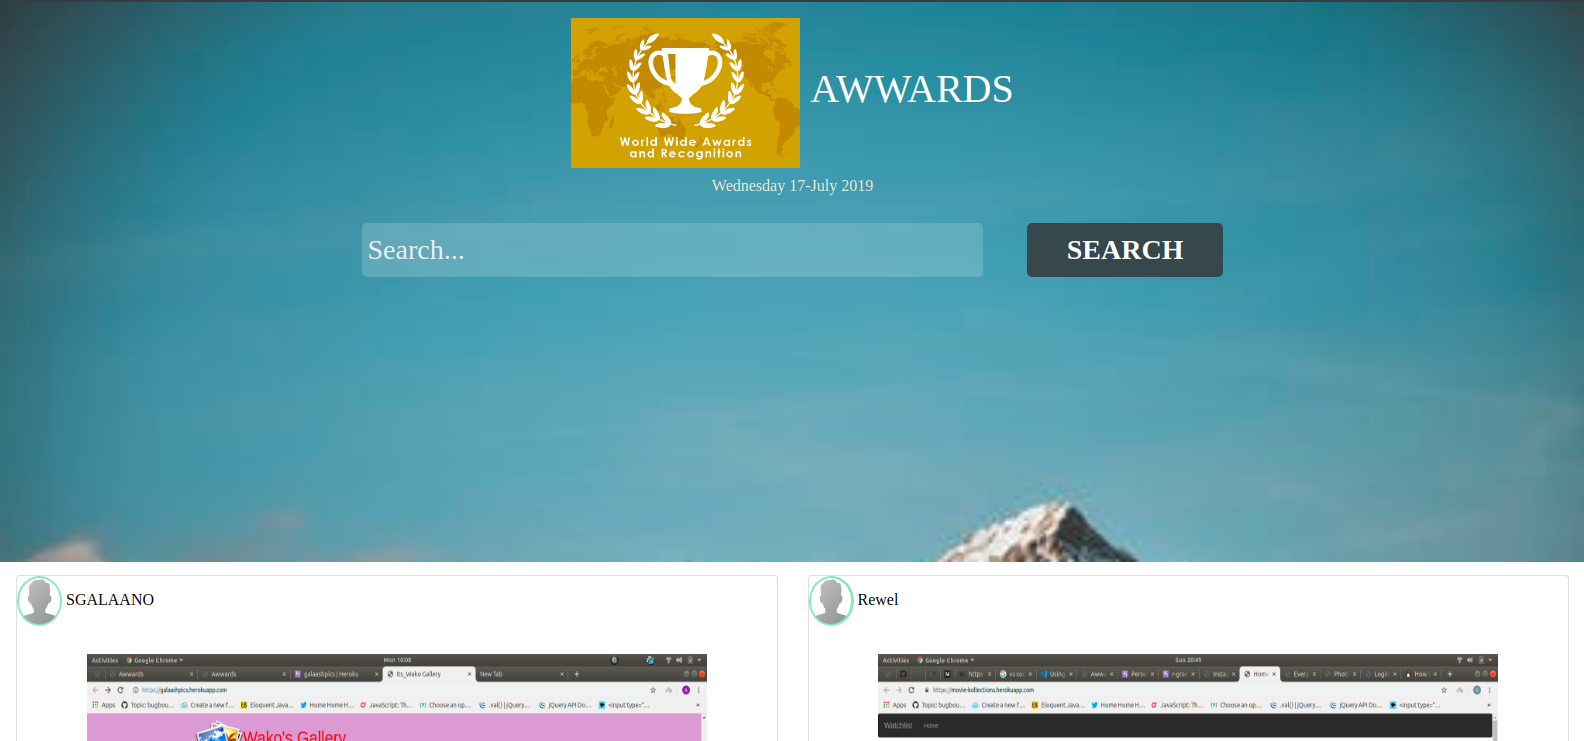 World Wide Awards
and Recognition
AWWARDS
Wednesday 17-July 2019
Search...
SEARCH
SGALAANO
Activities Google Chrome Mon 10:08
Awwards Awwards galaashpics | Heroku Its_Wako Gallery New Tab
https://galaashpics.herokuapp.com
Apps Topic: bugbou... Create a new f... Eloquent Java... Home Home H... JavaScript: Th... Choose an op... .val() | jQuery... jQuery API Do... <input type="...
Wako's Gallery
Rewel
Activities Google Chrome Sun 20:49
https://movie-kollections.herokuapp.com
Apps Topic: bugbou... Create a new f... Eloquent Java... Home Home H... JavaScript: Th... Choose an op... .val() | jQuery... jQuery API Do... <input type="...
Watchlist Home